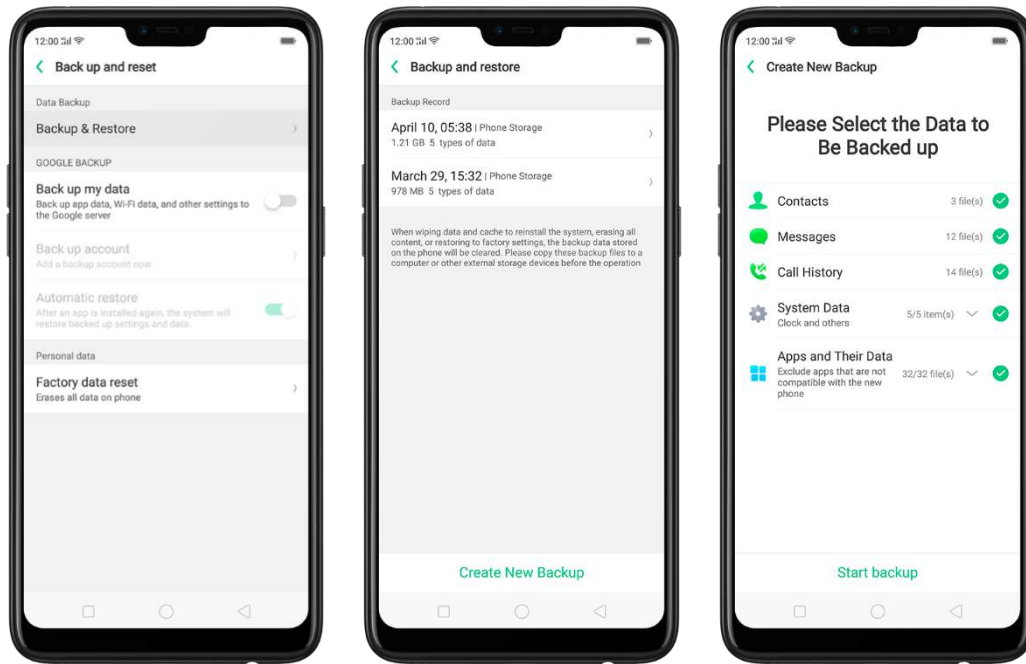 12:00
Back up and reset
Data Backup
Backup & Restore
GOOGLE BACKUP
Back up my data
Back up app data, Wi-Fi data, and other settings to
the Google server
Back up account
Add a backup account now
Automatic restore
After an app is installed again, the system will
restore backed up settings and data.
Personal data
Factory data reset
Erases all data on phone
12:00
Backup and restore
Backup Record
April 10, 05:38 | Phone Storage
1.21 GB 5 types of data
March 29, 15:32 | Phone Storage
978 MB 5 types of data
When wiping data and cache to reinstall the system, erasing all
content, or restoring to factory settings, the backup data stored
on the phone will be cleared. Please copy these backup files to a
computer or other external storage devices before the operation
Create New Backup
12:00
Create New Backup
Please Select the Data to
Be Backed up
Contacts 3 file(s)
Messages 12 file(s)
Call History 14 file(s)
System Data 5/5 item(s)
Clock and others
Apps and Their Data
Exclude apps that are not
compatible with the new
phone
32/32 file(s)
Start backup